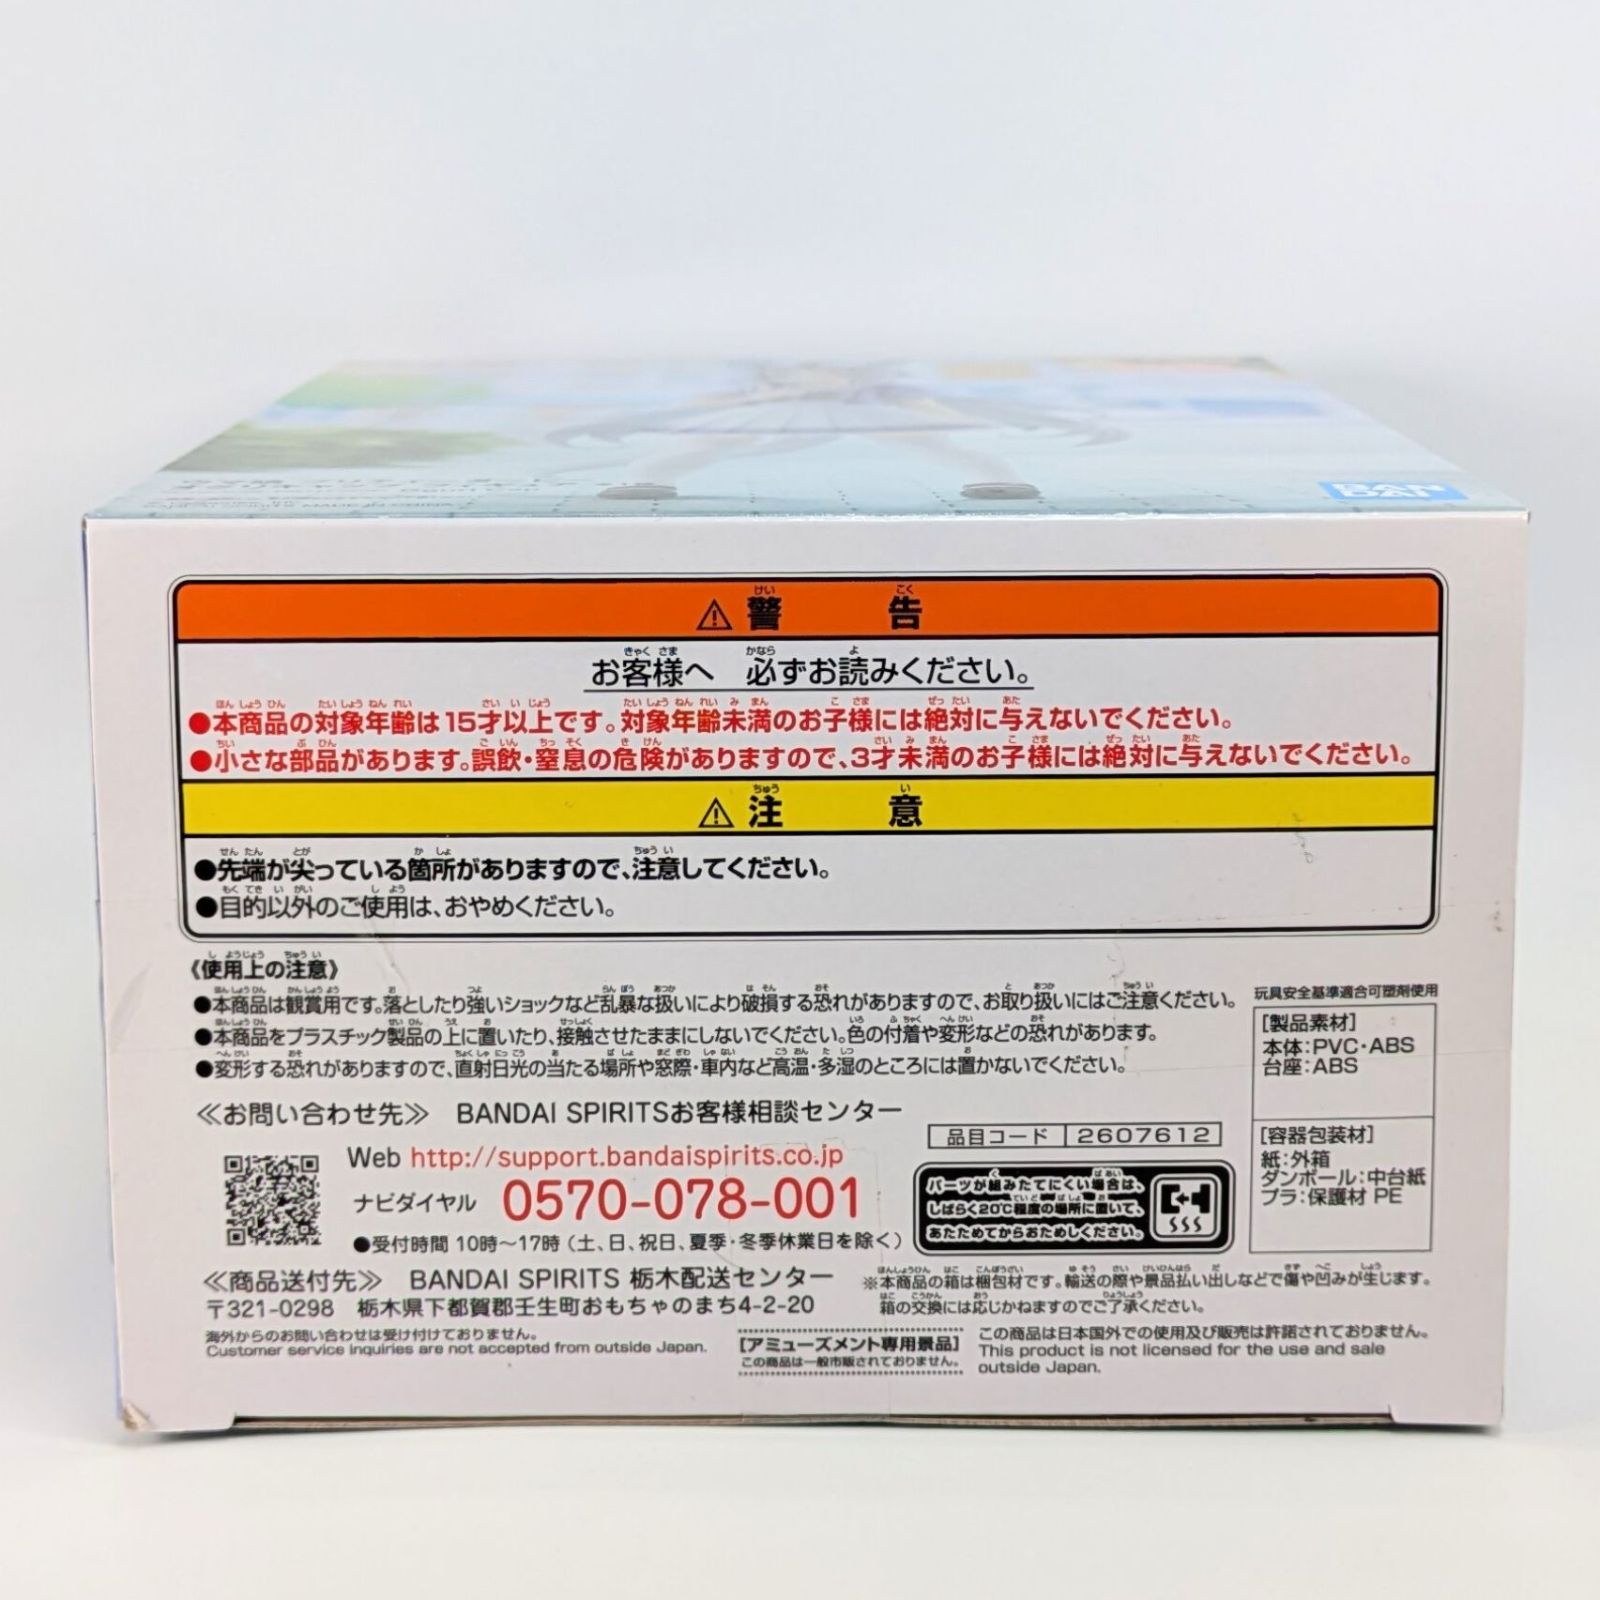 BANDAI
警告
お客様へ 必ずお読みください。
●本商品の対象年齢は15才以上です。対象年齢未満のお子様には絶対に与えないでください。
●小さな部品があります。誤飲・窒息の危険がありますので、3才未満のお子様には絶対に与えないでください。
注意
●先端が尖っている箇所がありますので、注意してください。
●目的以外のご使用は、おやめください。
《使用上の注意》
●本商品は観賞用です。落としたり強いショックなど乱暴な扱いにより破損する恐れがありますので、お取り扱いにはご注意ください。
●本商品をプラスチック製品の上に置いたり、接触させたままにしないでください。色の付着や変形などの恐れがあります。
●変形する恐れがありますので、直射日光の当たる場所や窓際・車内など高温・多湿のところには置かないでください。
玩具安全基準適合可塑剤使用
[製品素材]
本体:PVC・ABS
台座:ABS
[容器包装材]
紙:外箱
ダンボール:中台紙
プラ:保護材 PE
≪お問い合わせ先≫ BANDAI SPIRITSお客様相談センター
Web http://support.bandaispirits.co.jp
ナビダイヤル 0570-078-001
●受付時間 10時～17時(土、日、祝日、夏季・冬季休業日を除く)
品目コード 2607612
パーツが組みたてにくい場合は、
しばらく20℃程度の場所に置いて、
あたためてからおためしください。
≪商品送付先≫ BANDAI SPIRITS 栃木配送センター
〒321-0298 栃木県下都賀郡壬生町おもちゃのまち4-2-20
※本商品の箱は梱包材です。輸送の際や景品払い出しなどで傷や凹みが生じます。
箱の交換には応じかねますのでご了承ください。
海外からのお問い合わせは受け付けておりません。
Customer service inquiries are not accepted from outside Japan.
[アミューズメント専用景品]
この商品は一般市販されておりません。
この商品は日本国外での使用及び販売は許諾されておりません。
This product is not licensed for the use and sale
outside Japan.